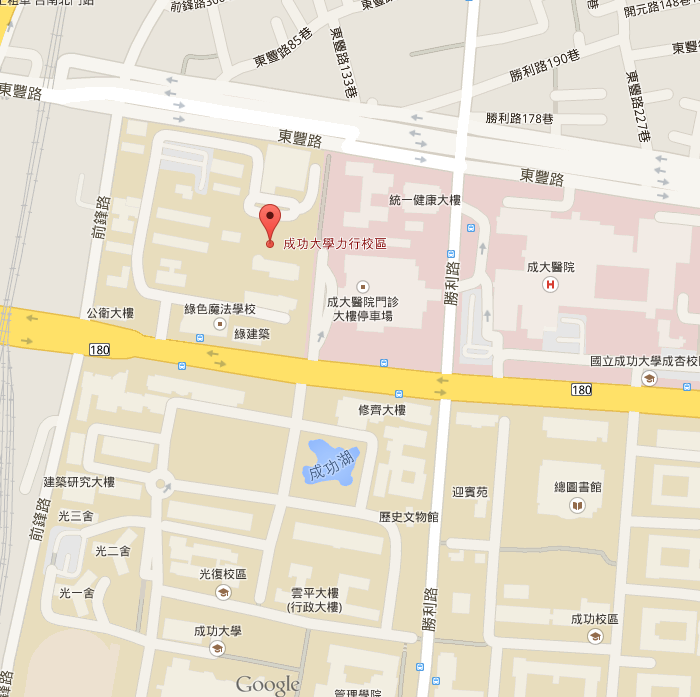 東豐路85巷
東豐路133巷
勝利路190巷
開元路148巷
東豐路227巷
勝利路178巷
東豐路
東豐路
東豐路
前鋒路
統一健康大樓
成功大學力行校區
勝利路
成大醫院
H
成大醫院門診
大樓停車場
公衛大樓
綠色魔法學校
綠建築
180
國立成功大學成杏校區
180
修齊大樓
成功湖
建築研究大樓
迎賓苑
總圖書館
前鋒路
光三舍
歷史文物館
光二舍
光復校區
光一舍
雲平大樓
(行政大樓)
勝利路
成功校區
成功大學
前鋒路
Google
管理學院